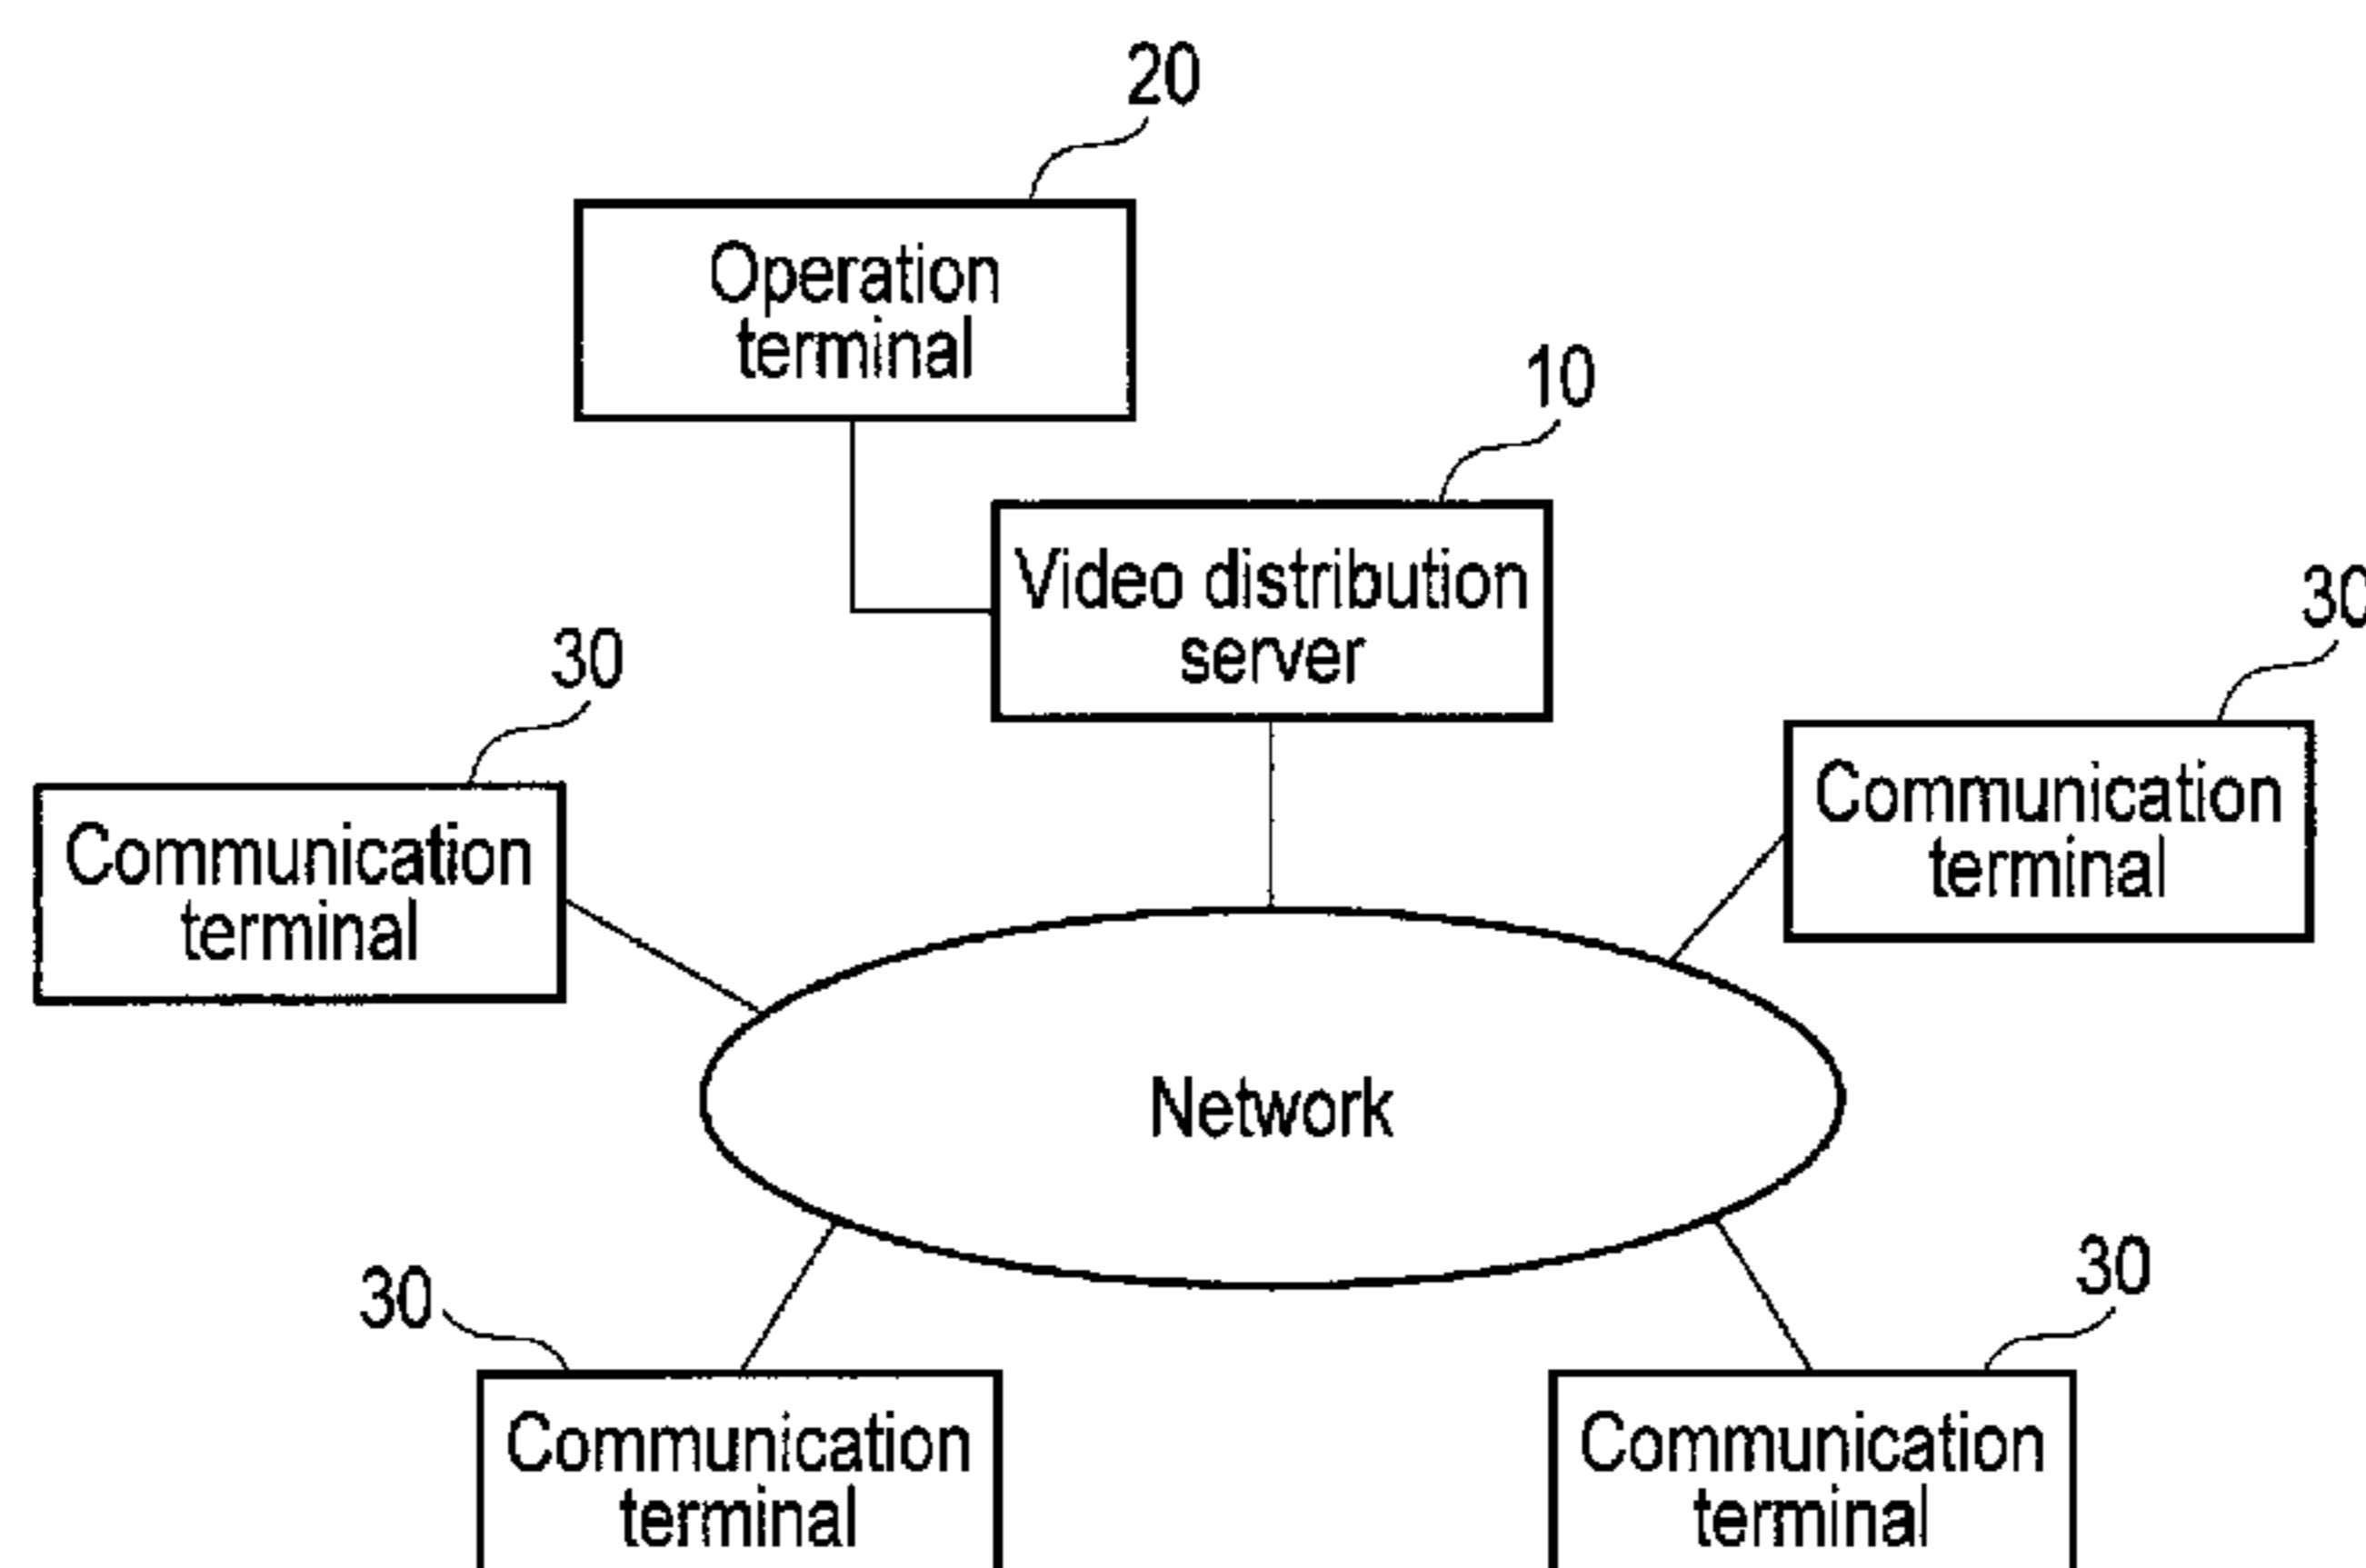 20
Operation
terminal
10
Video distribution
server
30
30
Communication
terminal
Communication
terminal
Network
30
30
Communication
terminal
Communication
terminal